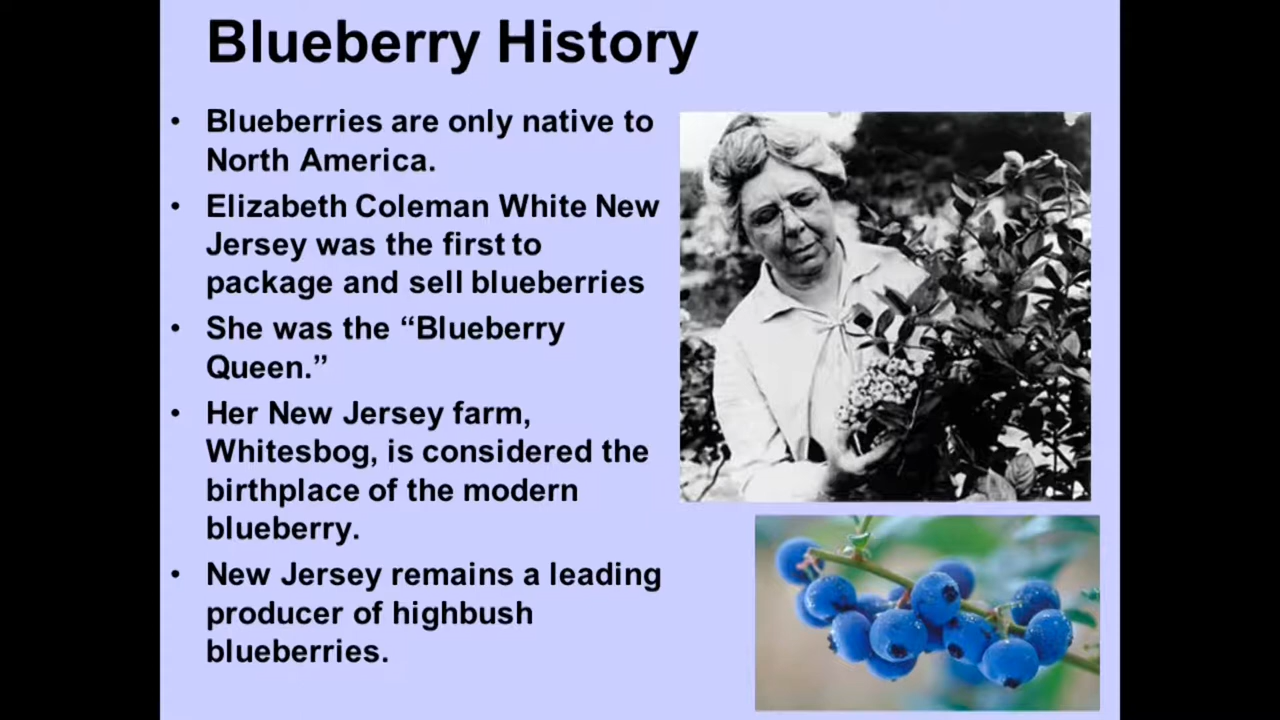 Blueberry History
• Blueberries are only native to
North America.
• Elizabeth Coleman White New
Jersey was the first to
package and sell blueberries
• She was the “Blueberry
Queen.”
• Her New Jersey farm,
Whitesbog, is considered the
birthplace of the modern
blueberry.
• New Jersey remains a leading
producer of highbush
blueberries.